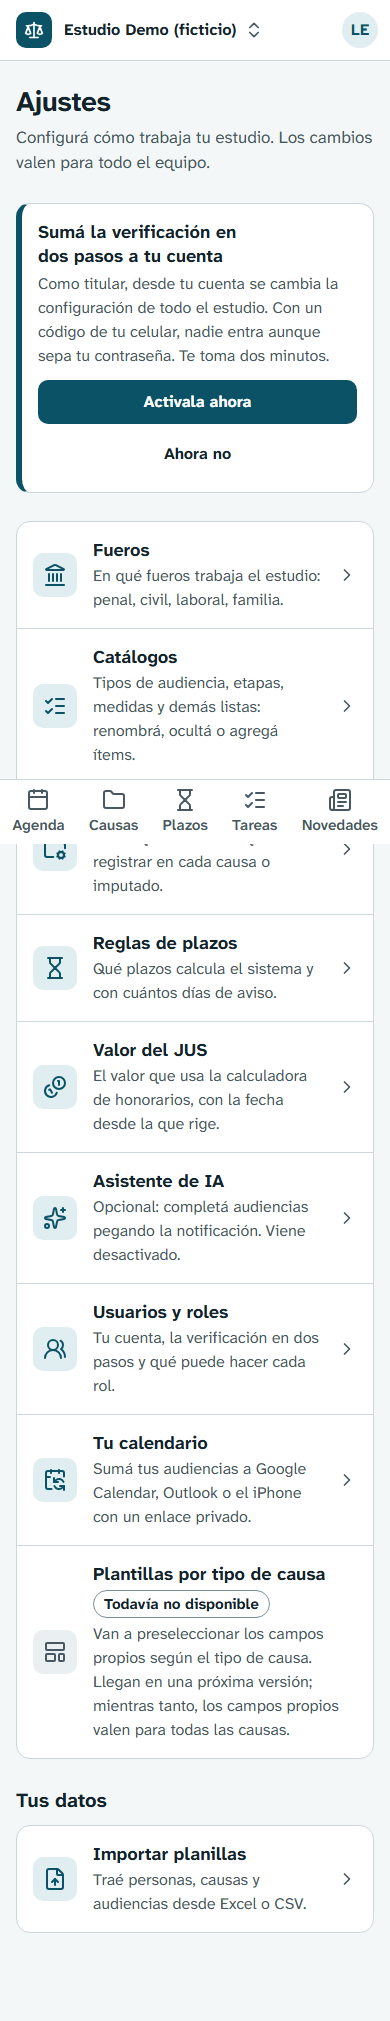 Estudio Demo (ficticio)
LE
Ajustes
Configurá cómo trabaja tu estudio. Los cambios
valen para todo el equipo.
Sumá la verificación en
dos pasos a tu cuenta
Como titular, desde tu cuenta se cambia la
configuración de todo el estudio. Con un
código de tu celular, nadie entra aunque
sepa tu contraseña. Te toma dos minutos.
Activala ahora
Ahora no
Fueros
En qué fueros trabaja el estudio:
penal, civil, laboral, familia.
Catálogos
Tipos de audiencia, etapas,
medidas y demás listas:
renombrá, ocultá o agregá
ítems.
Agenda
Causas
Plazos
Tareas
Novedades
registrar en cada causa o
imputado.
Reglas de plazos
Qué plazos calcula el sistema y
con cuántos días de aviso.
Valor del JUS
El valor que usa la calculadora
de honorarios, con la fecha
desde la que rige.
Asistente de IA
Opcional: completá audiencias
pegando la notificación. Viene
desactivado.
Usuarios y roles
Tu cuenta, la verificación en dos
pasos y qué puede hacer cada
rol.
Tu calendario
Sumá tus audiencias a Google
Calendar, Outlook o el iPhone
con un enlace privado.
Plantillas por tipo de causa
Todavía no disponible
Van a preseleccionar los campos
propios según el tipo de causa.
Llegan en una próxima versión;
mientras tanto, los campos propios
valen para todas las causas.
Tus datos
Importar planillas
Traé personas, causas y
audiencias desde Excel o CSV.